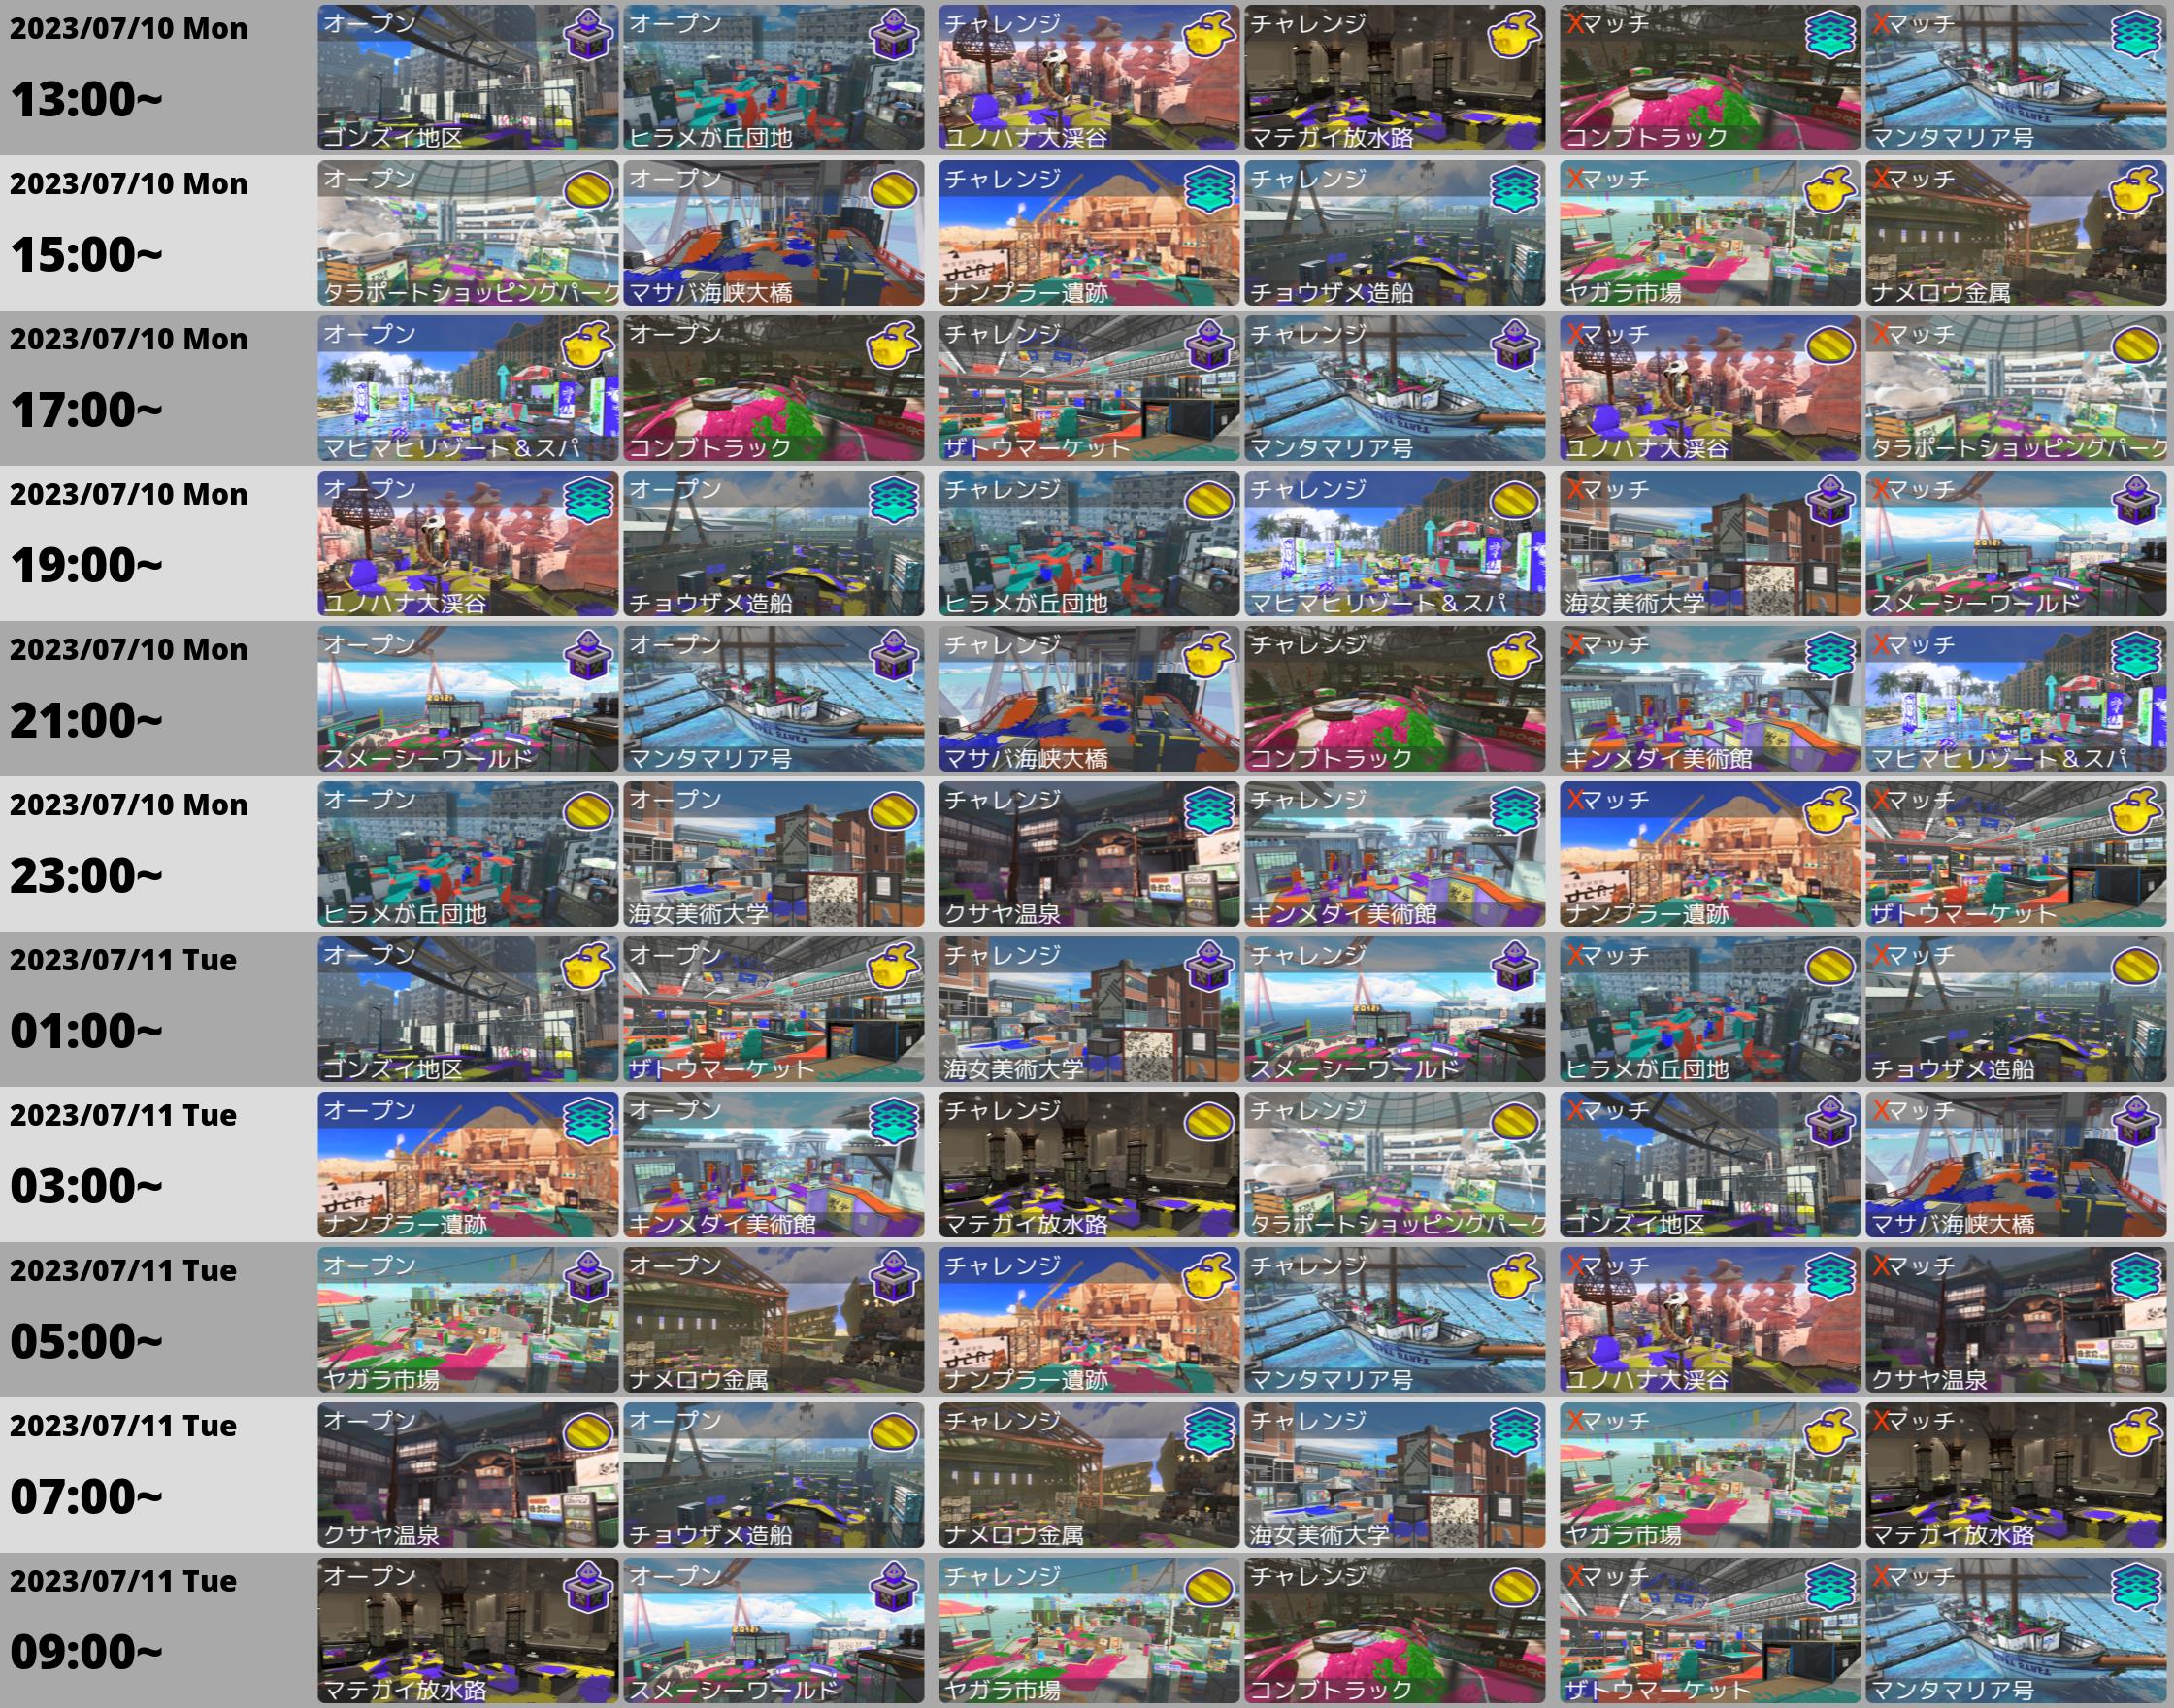 2023/07/10 Mon
13:00~
オープン
ゴンズイ地区
オープン
ヒラメが丘団地
チャレンジ
ユノハナ大渓谷
チャレンジ
マテガイ放水路
Xマッチ
コンブトラック
Xマッチ
マンタマリア号
2023/07/10 Mon
15:00~
オープン
タラポートショッピングパーク
オープン
マサバ海峡大橋
チャレンジ
ナンプラー遺跡
チャレンジ
チョウザメ造船
Xマッチ
ヤガラ市場
Xマッチ
ナメロウ金属
2023/07/10 Mon
17:00~
オープン
マヒマヒリゾート＆スパ
オープン
コンブトラック
チャレンジ
ザトウマーケット
チャレンジ
マンタマリア号
Xマッチ
ユノハナ大渓谷
Xマッチ
タラポートショッピングパーク
2023/07/10 Mon
19:00~
オープン
ユノハナ大渓谷
オープン
チョウザメ造船
チャレンジ
ヒラメが丘団地
チャレンジ
マヒマヒリゾート＆スパ
Xマッチ
海女美術大学
Xマッチ
スメーシーワールド
2023/07/10 Mon
21:00~
オープン
スメーシーワールド
オープン
マンタマリア号
チャレンジ
マサバ海峡大橋
チャレンジ
コンブトラック
Xマッチ
キンメダイ美術館
Xマッチ
マヒマヒリゾート＆スパ
2023/07/10 Mon
23:00~
オープン
ヒラメが丘団地
オープン
海女美術大学
チャレンジ
クサヤ温泉
チャレンジ
キンメダイ美術館
Xマッチ
ナンプラー遺跡
Xマッチ
ザトウマーケット
2023/07/11 Tue
01:00~
オープン
ゴンズイ地区
オープン
ザトウマーケット
チャレンジ
海女美術大学
チャレンジ
スメーシーワールド
Xマッチ
ヒラメが丘団地
Xマッチ
チョウザメ造船
2023/07/11 Tue
03:00~
オープン
ナンプラー遺跡
オープン
キンメダイ美術館
チャレンジ
マテガイ放水路
チャレンジ
タラポートショッピングパーク
Xマッチ
ゴンズイ地区
Xマッチ
マサバ海峡大橋
2023/07/11 Tue
05:00~
オープン
ヤガラ市場
オープン
ナメロウ金属
チャレンジ
ナンプラー遺跡
チャレンジ
マンタマリア号
Xマッチ
ユノハナ大渓谷
Xマッチ
クサヤ温泉
2023/07/11 Tue
07:00~
オープン
クサヤ温泉
オープン
チョウザメ造船
チャレンジ
ナメロウ金属
チャレンジ
海女美術大学
Xマッチ
ヤガラ市場
Xマッチ
マテガイ放水路
2023/07/11 Tue
09:00~
オープン
マテガイ放水路
オープン
スメーシーワールド
チャレンジ
ヤガラ市場
チャレンジ
コンブトラック
Xマッチ
ザトウマーケット
Xマッチ
マンタマリア号